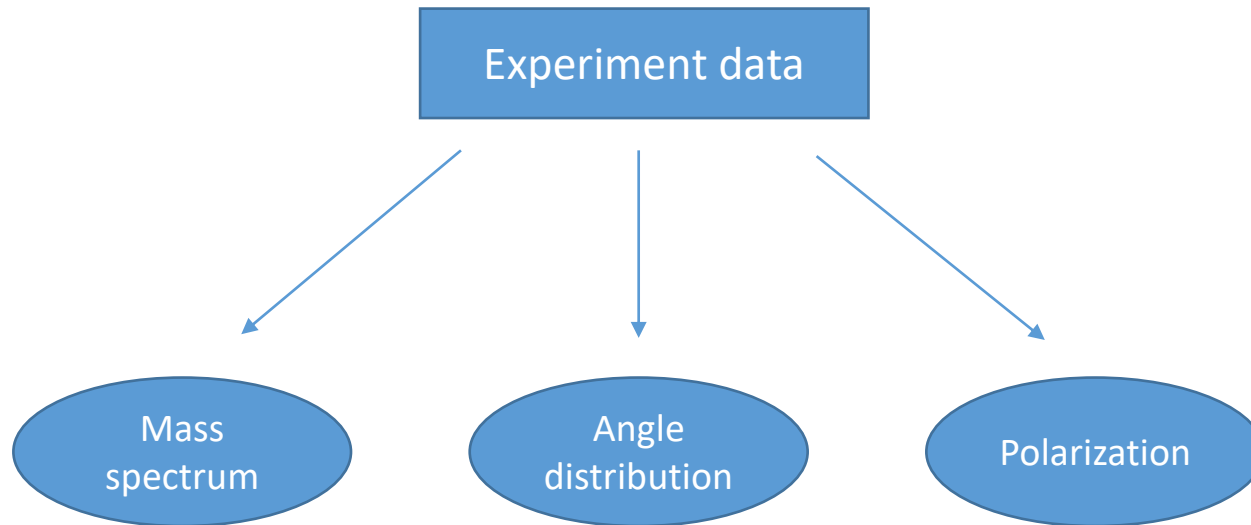 Experiment data
Mass
spectrum
Angle
distribution
Polarization